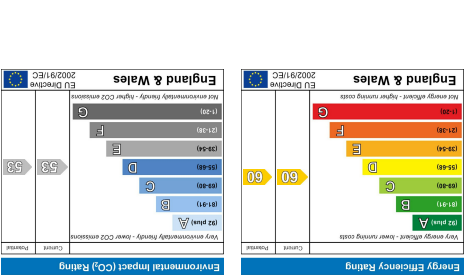 Energy Efficiency Rating
Current Potential
Very energy efficient - lower running costs
(92 plus) A
(81-91) B
(69-80) C
(55-68) D
(39-54) E
(21-38) F
(1-20) G
60 60
Not energy efficient - higher running costs
England & Wales
EU Directive
2002/91/EC
Environmental Impact (CO₂) Rating
Current Potential
Very environmentally friendly - lower CO2 emissions
(92 plus) A
(81-91) B
(69-80) C
(55-68) D
(39-54) E
(21-38) F
(1-20) G
53 53
Not environmentally friendly - higher CO2 emissions
England & Wales
EU Directive
2002/91/EC